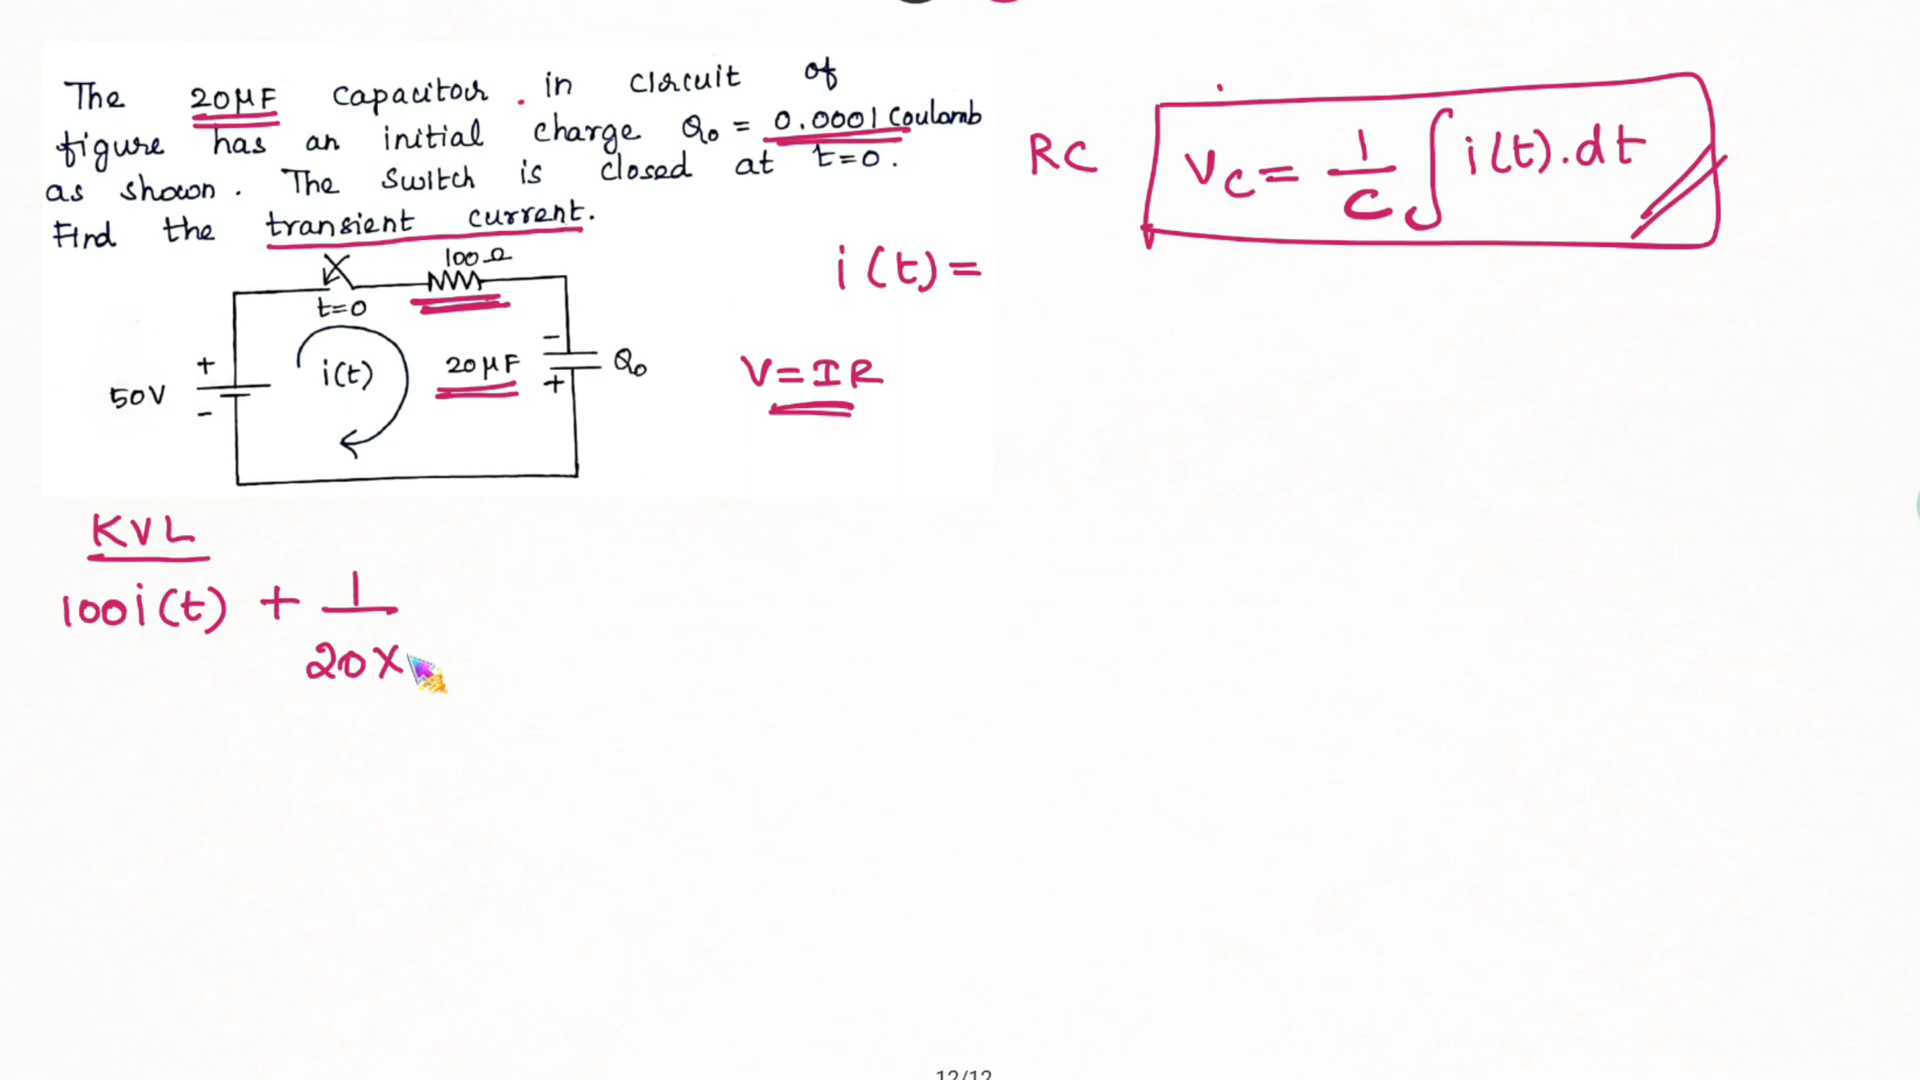 The 20μF capacitor. in circuit of
figure has an initial charge Q₀ = 0.0001 Coulomb
as shown. The switch is closed at t=0.
Find the transient current.
RC V_C = 1/C ∫ i(t).dt
i(t) =
100Ω
t=0
+
50V
-
i(t)
20μF
-
+
Q₀
V = IR
KVL
100i(t) + 1
20×
12/12